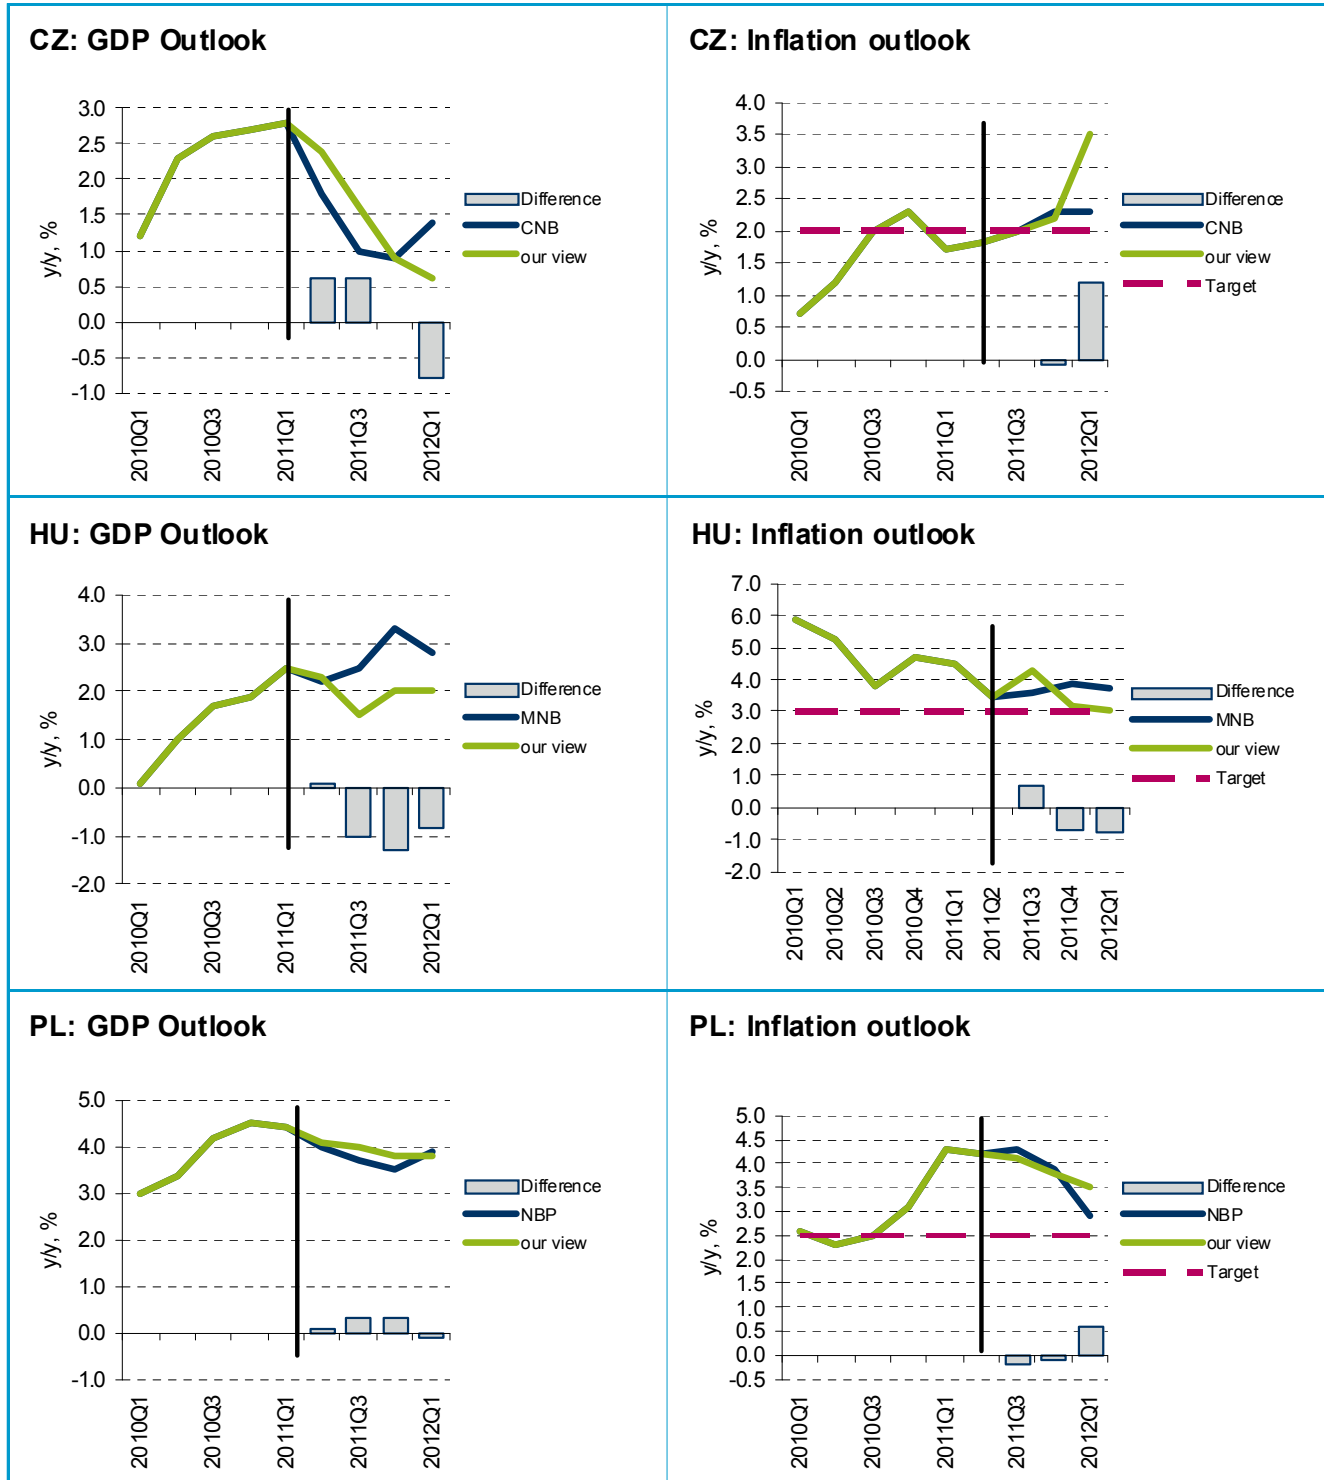 CZ: GDP Outlook
y/y, %
3.0
2.5
2.0
1.5
1.0
0.5
0.0
-0.5
-1.0
2010Q1
2010Q3
2011Q1
2011Q3
2012Q1
Difference
CNB
our view
CZ: Inflation outlook
y/y, %
4.0
3.5
3.0
2.5
2.0
1.5
1.0
0.5
0.0
-0.5
2010Q1
2010Q3
2011Q1
2011Q3
2012Q1
Difference
CNB
our view
Target
HU: GDP Outlook
y/y, %
4.0
3.0
2.0
1.0
0.0
-1.0
-2.0
2010Q1
2010Q3
2011Q1
2011Q3
2012Q1
Difference
MNB
our view
HU: Inflation outlook
y/y, %
7.0
6.0
5.0
4.0
3.0
2.0
1.0
0.0
-1.0
-2.0
2010Q1
2010Q2
2010Q3
2010Q4
2011Q1
2011Q2
2011Q3
2011Q4
2012Q1
Difference
MNB
our view
Target
PL: GDP Outlook
y/y, %
5.0
4.0
3.0
2.0
1.0
0.0
-1.0
2010Q1
2010Q3
2011Q1
2011Q3
2012Q1
Difference
NBP
our view
PL: Inflation outlook
y/y, %
5.0
4.5
4.0
3.5
3.0
2.5
2.0
1.5
1.0
0.5
0.0
-0.5
2010Q1
2010Q3
2011Q1
2011Q3
2012Q1
Difference
NBP
our view
Target